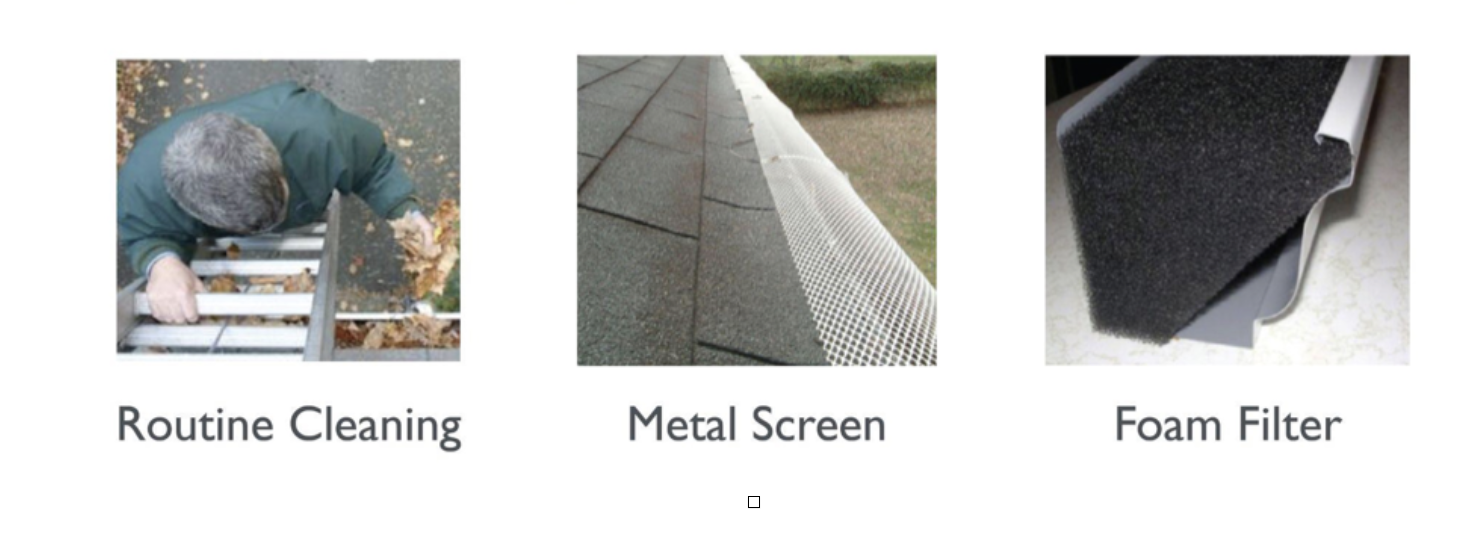 Routine Cleaning
Metal Screen
Foam Filter